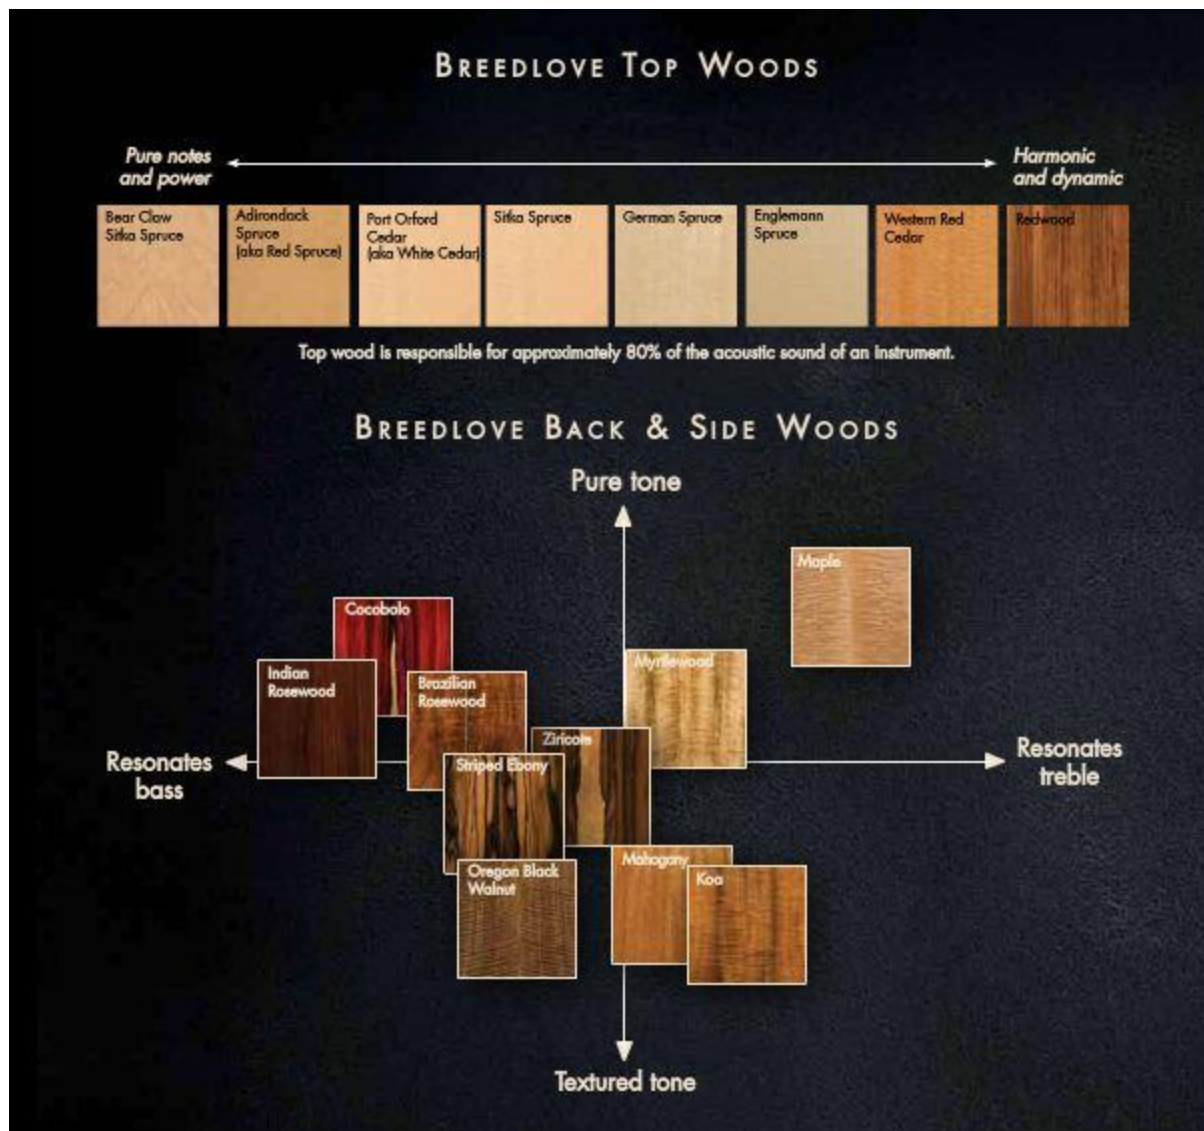 BREEDLOVE TOP WOODS
Pure notes
and power
Harmonic
and dynamic
Bear Claw
Sitka Spruce
Adirondack
Spruce
(aka Red Spruce)
Port Orford
Cedar
(aka White Cedar)
Sitka Spruce
German Spruce
Englemann
Spruce
Western Red
Cedar
Redwood
Top wood is responsible for approximately 80% of the acoustic sound of an instrument.
BREEDLOVE BACK & SIDE WOODS
Pure tone
Maple
Cocobolo
Myrtlewood
Indian
Rosewood
Brazilian
Rosewood
Ziricote
Resonates
bass
Striped Ebony
Resonates
treble
Mahogany
Oregon Black
Walnut
Koa
Textured tone